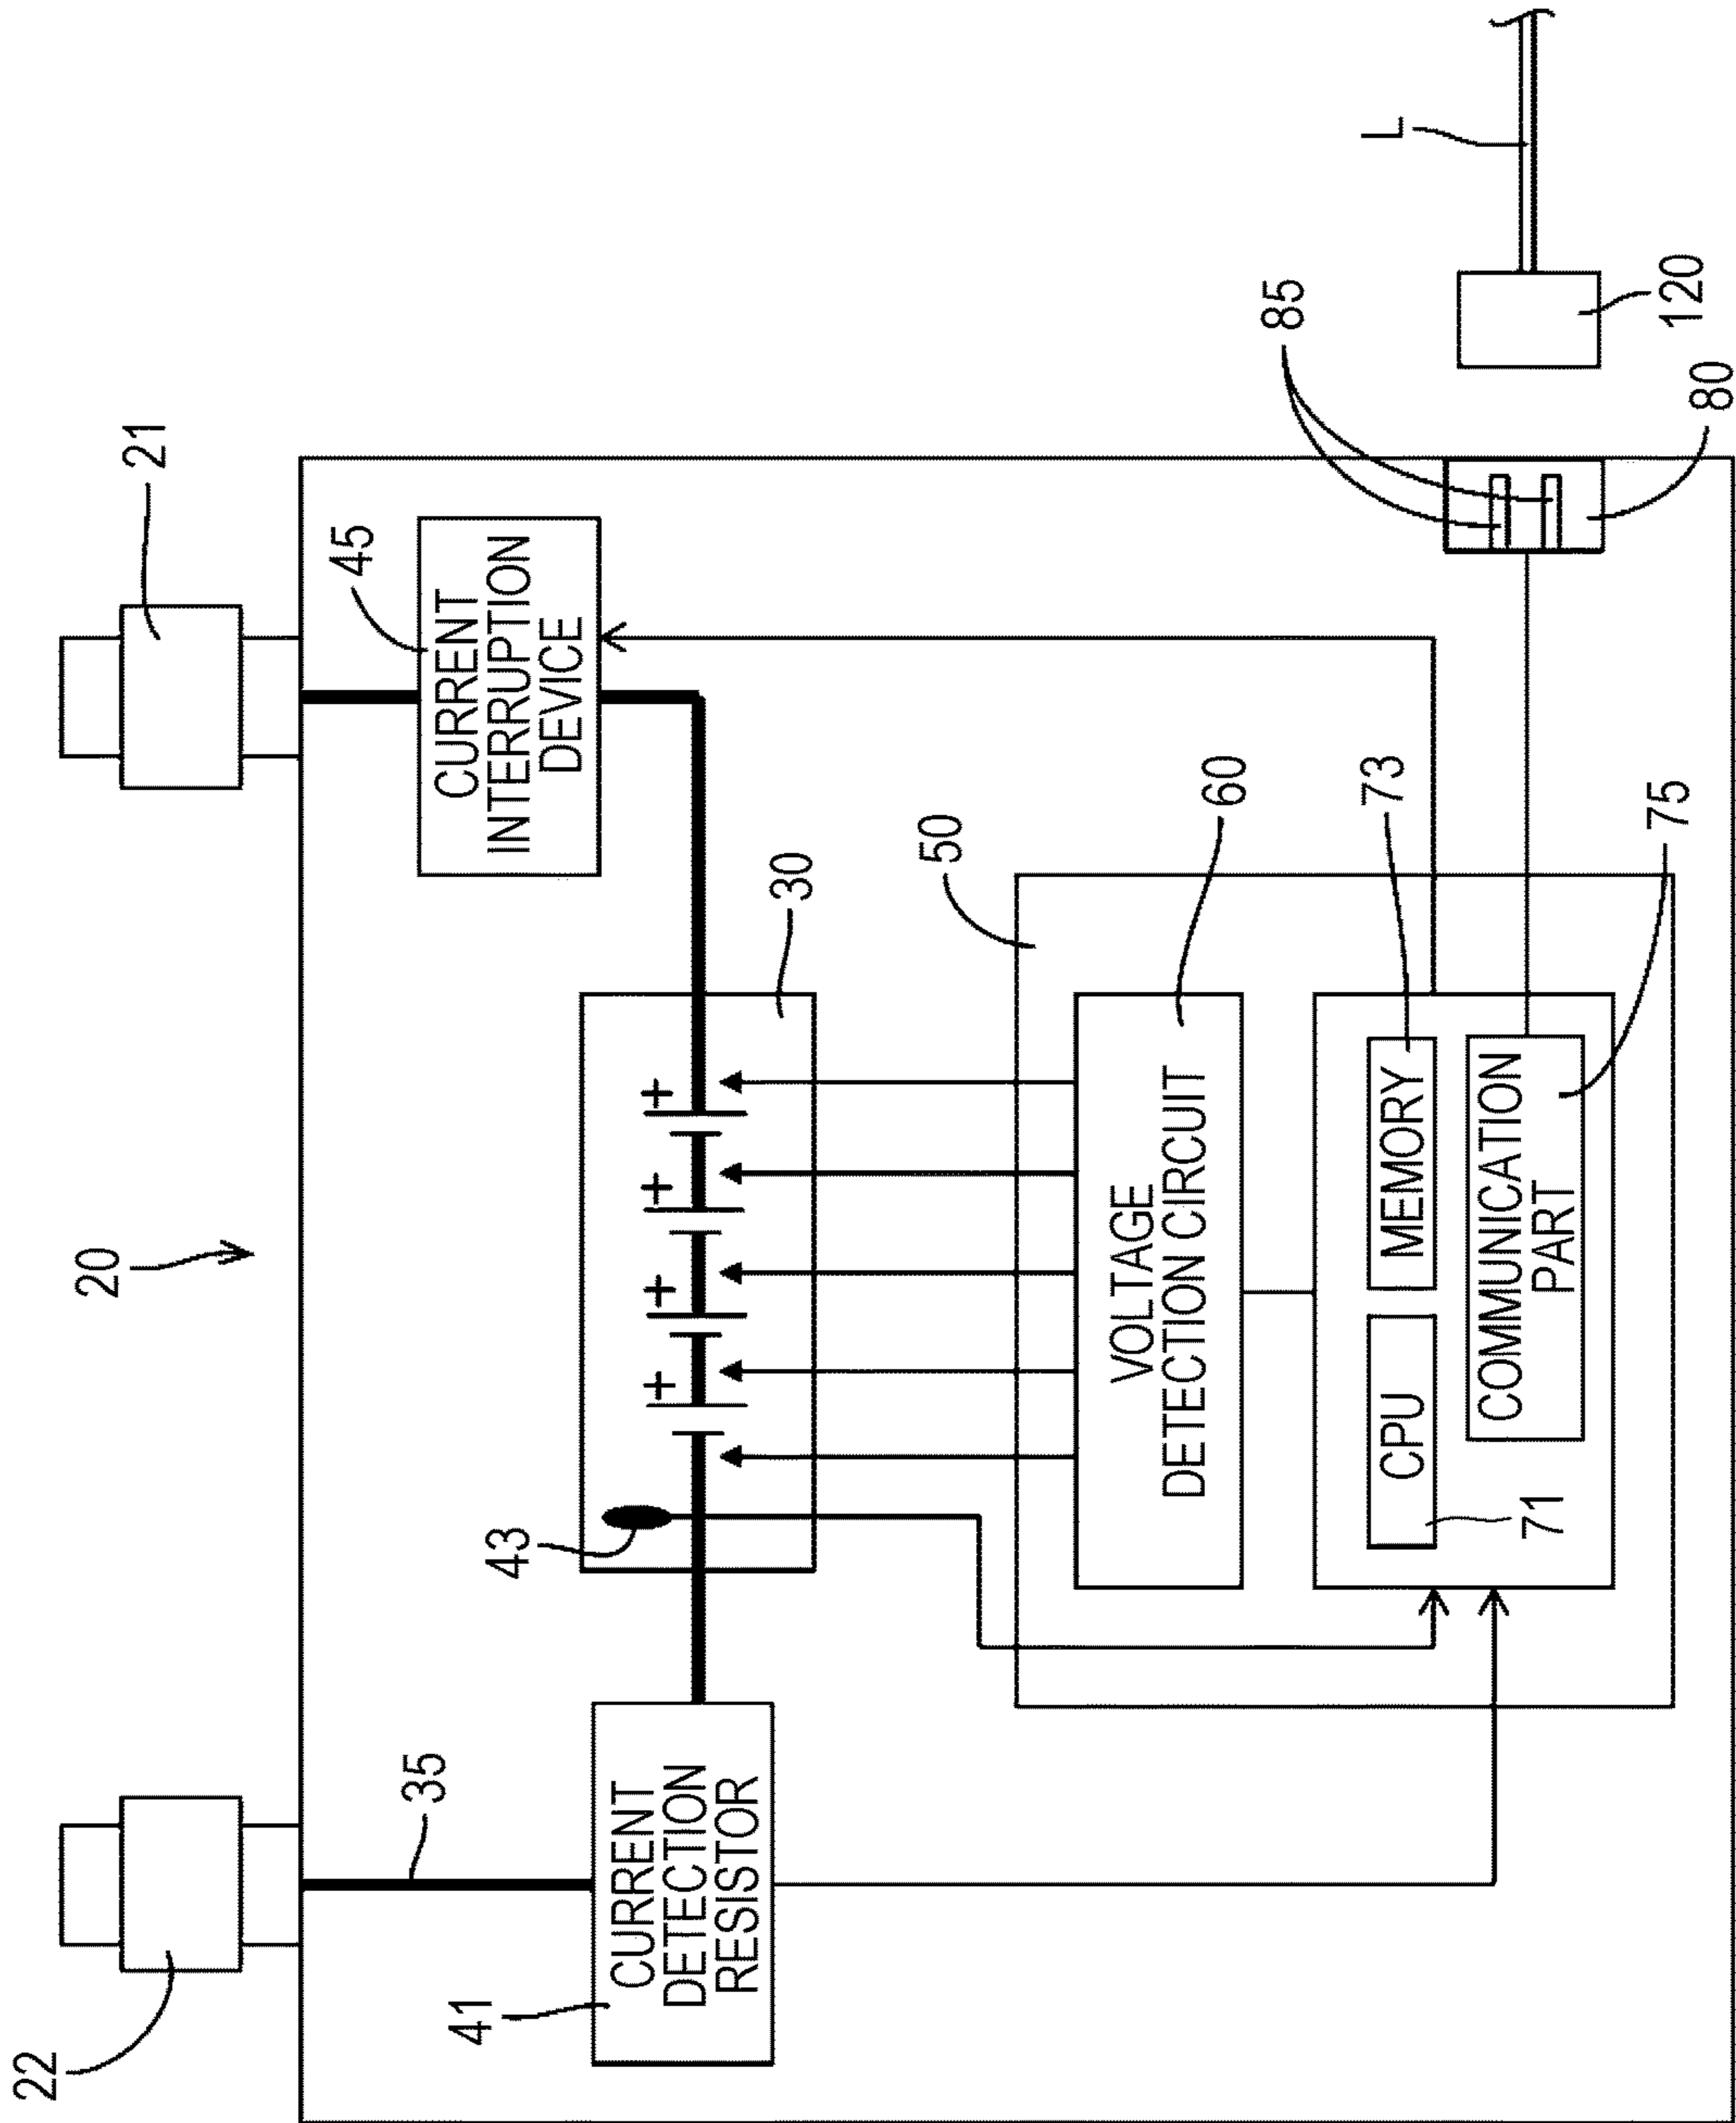 20
22
21
35
45
CURRENT
INTERRUPTION
DEVICE
41
CURRENT
DETECTION
RESISTOR
43
30
+
+
+
+
50
60
VOLTAGE
DETECTION CIRCUIT
73
CPU
MEMORY
71
COMMUNICATION
PART
75
85
80
120
L